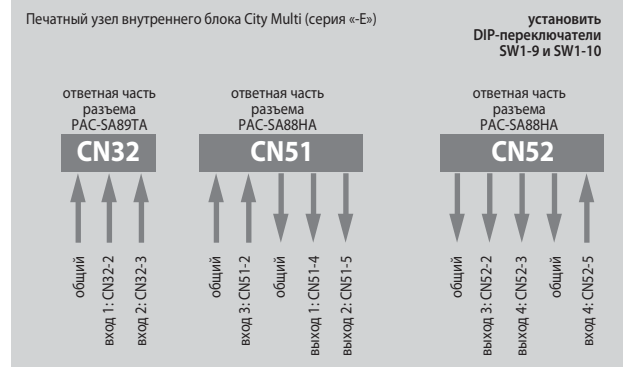 Печатный узел внутреннего блока City Multi (серия «-E»)
установить
DIP-переключатели
SW1-9 и SW1-10
ответная часть
разъема
PAC-SA89TA
CN32
общий
вход 1: CN32-2
вход 2: CN32-3
ответная часть
разъема
PAC-SA88HA
CN51
общий
вход 3: CN51-2
общий
выход 1: CN51-4
выход 2: CN51-5
ответная часть
разъема
PAC-SA88HA
CN52
общий
выход 3: CN52-2
выход 4: CN52-3
общий
вход 4: CN52-5